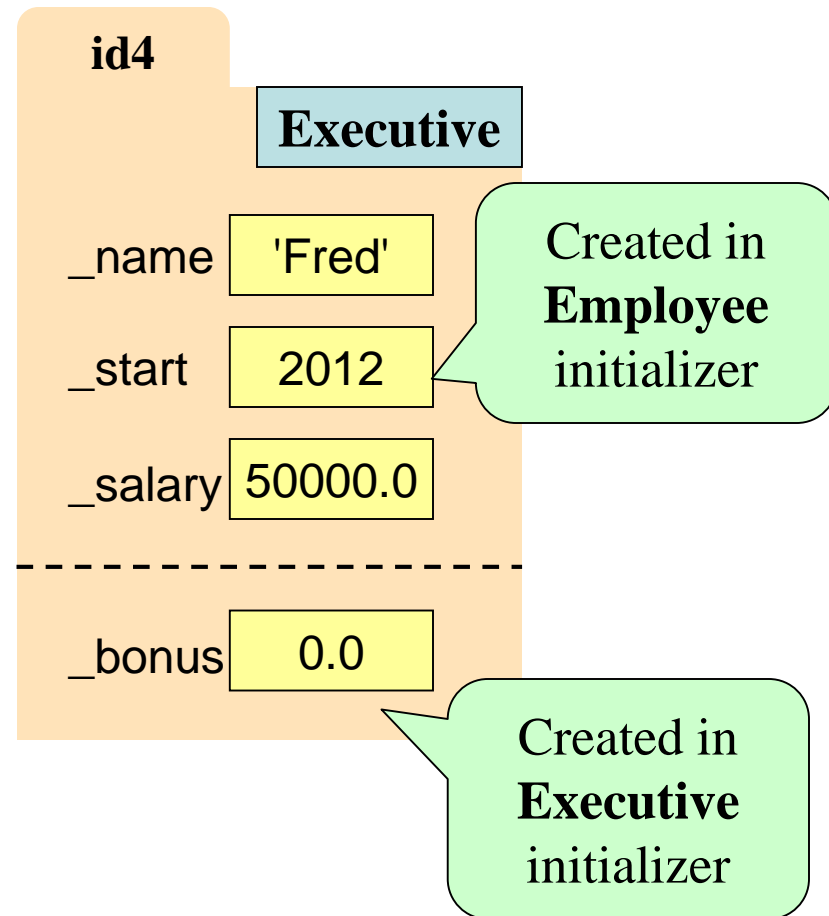 id4
Executive
_name 'Fred'
Created in
Employee
initializer
_start 2012
_salary 50000.0
_bonus 0.0
Created in
Executive
initializer